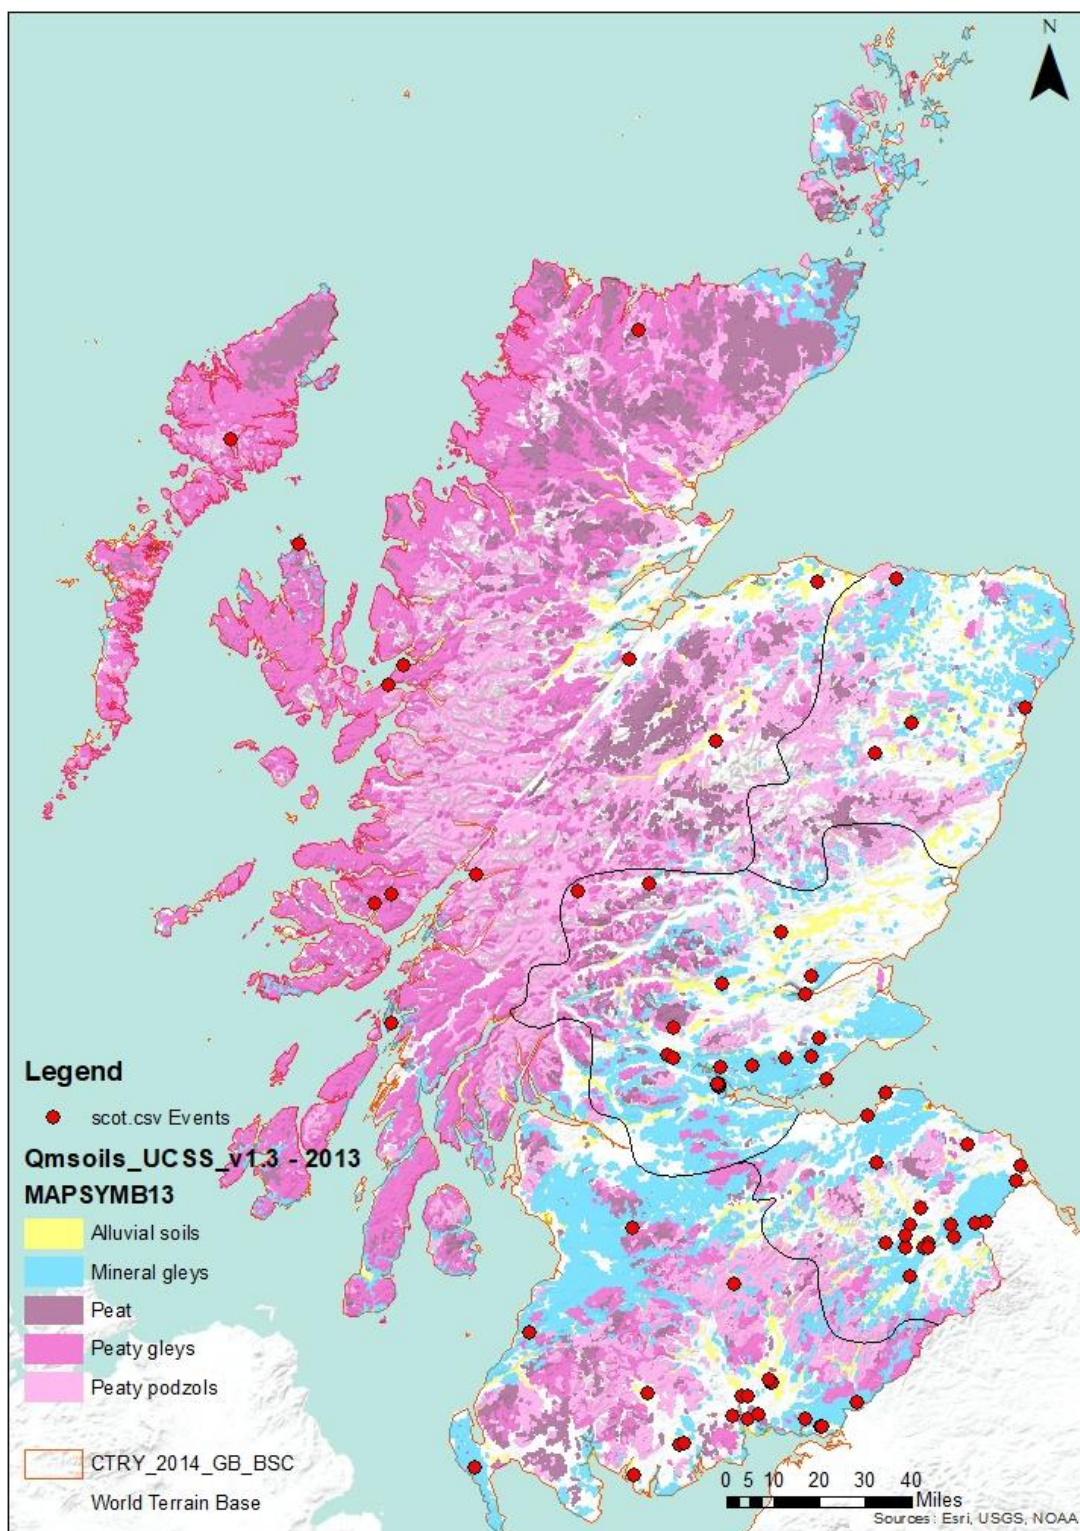 N
Legend
scot.csv Events
Qmsoils_UCSS_v1.3 - 2013
MAPSYMB13
Alluvial soils
Mineral gleys
Peat
Peaty gleys
Peaty podzols
CTRY_2014_GB_BSC
World Terrain Base
0 5 10 20 30 40
Miles
Sources: Esri, USGS, NOAA